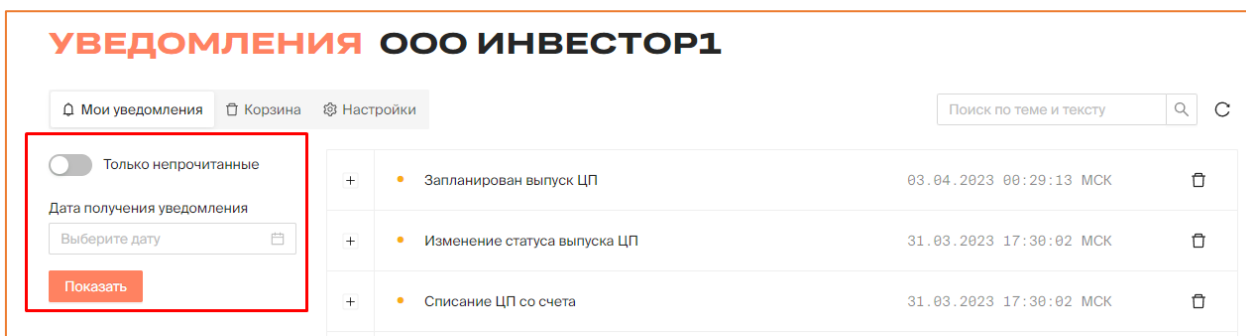 УВЕДОМЛЕНИЯ ООО ИНВЕСТОР1
Мои уведомления Корзина Настройки
Поиск по теме и тексту
Только непрочитанные
Дата получения уведомления
Выберите дату
Показать
Запланирован выпуск ЦП 03.04.2023 00:29:13 МСК
Изменение статуса выпуска ЦП 31.03.2023 17:30:02 МСК
Списание ЦП со счета 31.03.2023 17:30:02 МСК